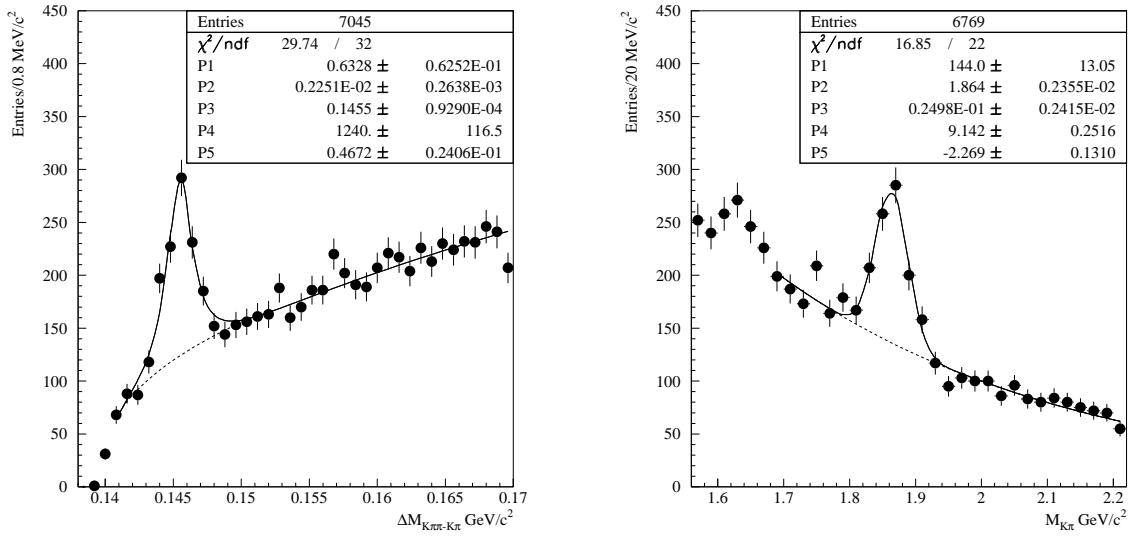 Entries/0.8 MeV/c²
450
400
350
300
250
200
150
100
50
0
Entries 7045
χ²/ndf 29.74 / 32
P1 0.6328 ± 0.6252E-01
P2 0.2251E-02 ± 0.2638E-03
P3 0.1455 ± 0.9290E-04
P4 1240. ± 116.5
P5 0.4672 ± 0.2406E-01
0.14 0.145 0.15 0.155 0.16 0.165 0.17
ΔM_{Kππ-Kπ} GeV/c²
Entries/20 MeV/c²
450
400
350
300
250
200
150
100
50
0
Entries 6769
χ²/ndf 16.85 / 22
P1 144.0 ± 13.05
P2 1.864 ± 0.2355E-02
P3 0.2498E-01 ± 0.2415E-02
P4 9.142 ± 0.2516
P5 -2.269 ± 0.1310
1.6 1.7 1.8 1.9 2 2.1 2.2
M_{Kπ} GeV/c²